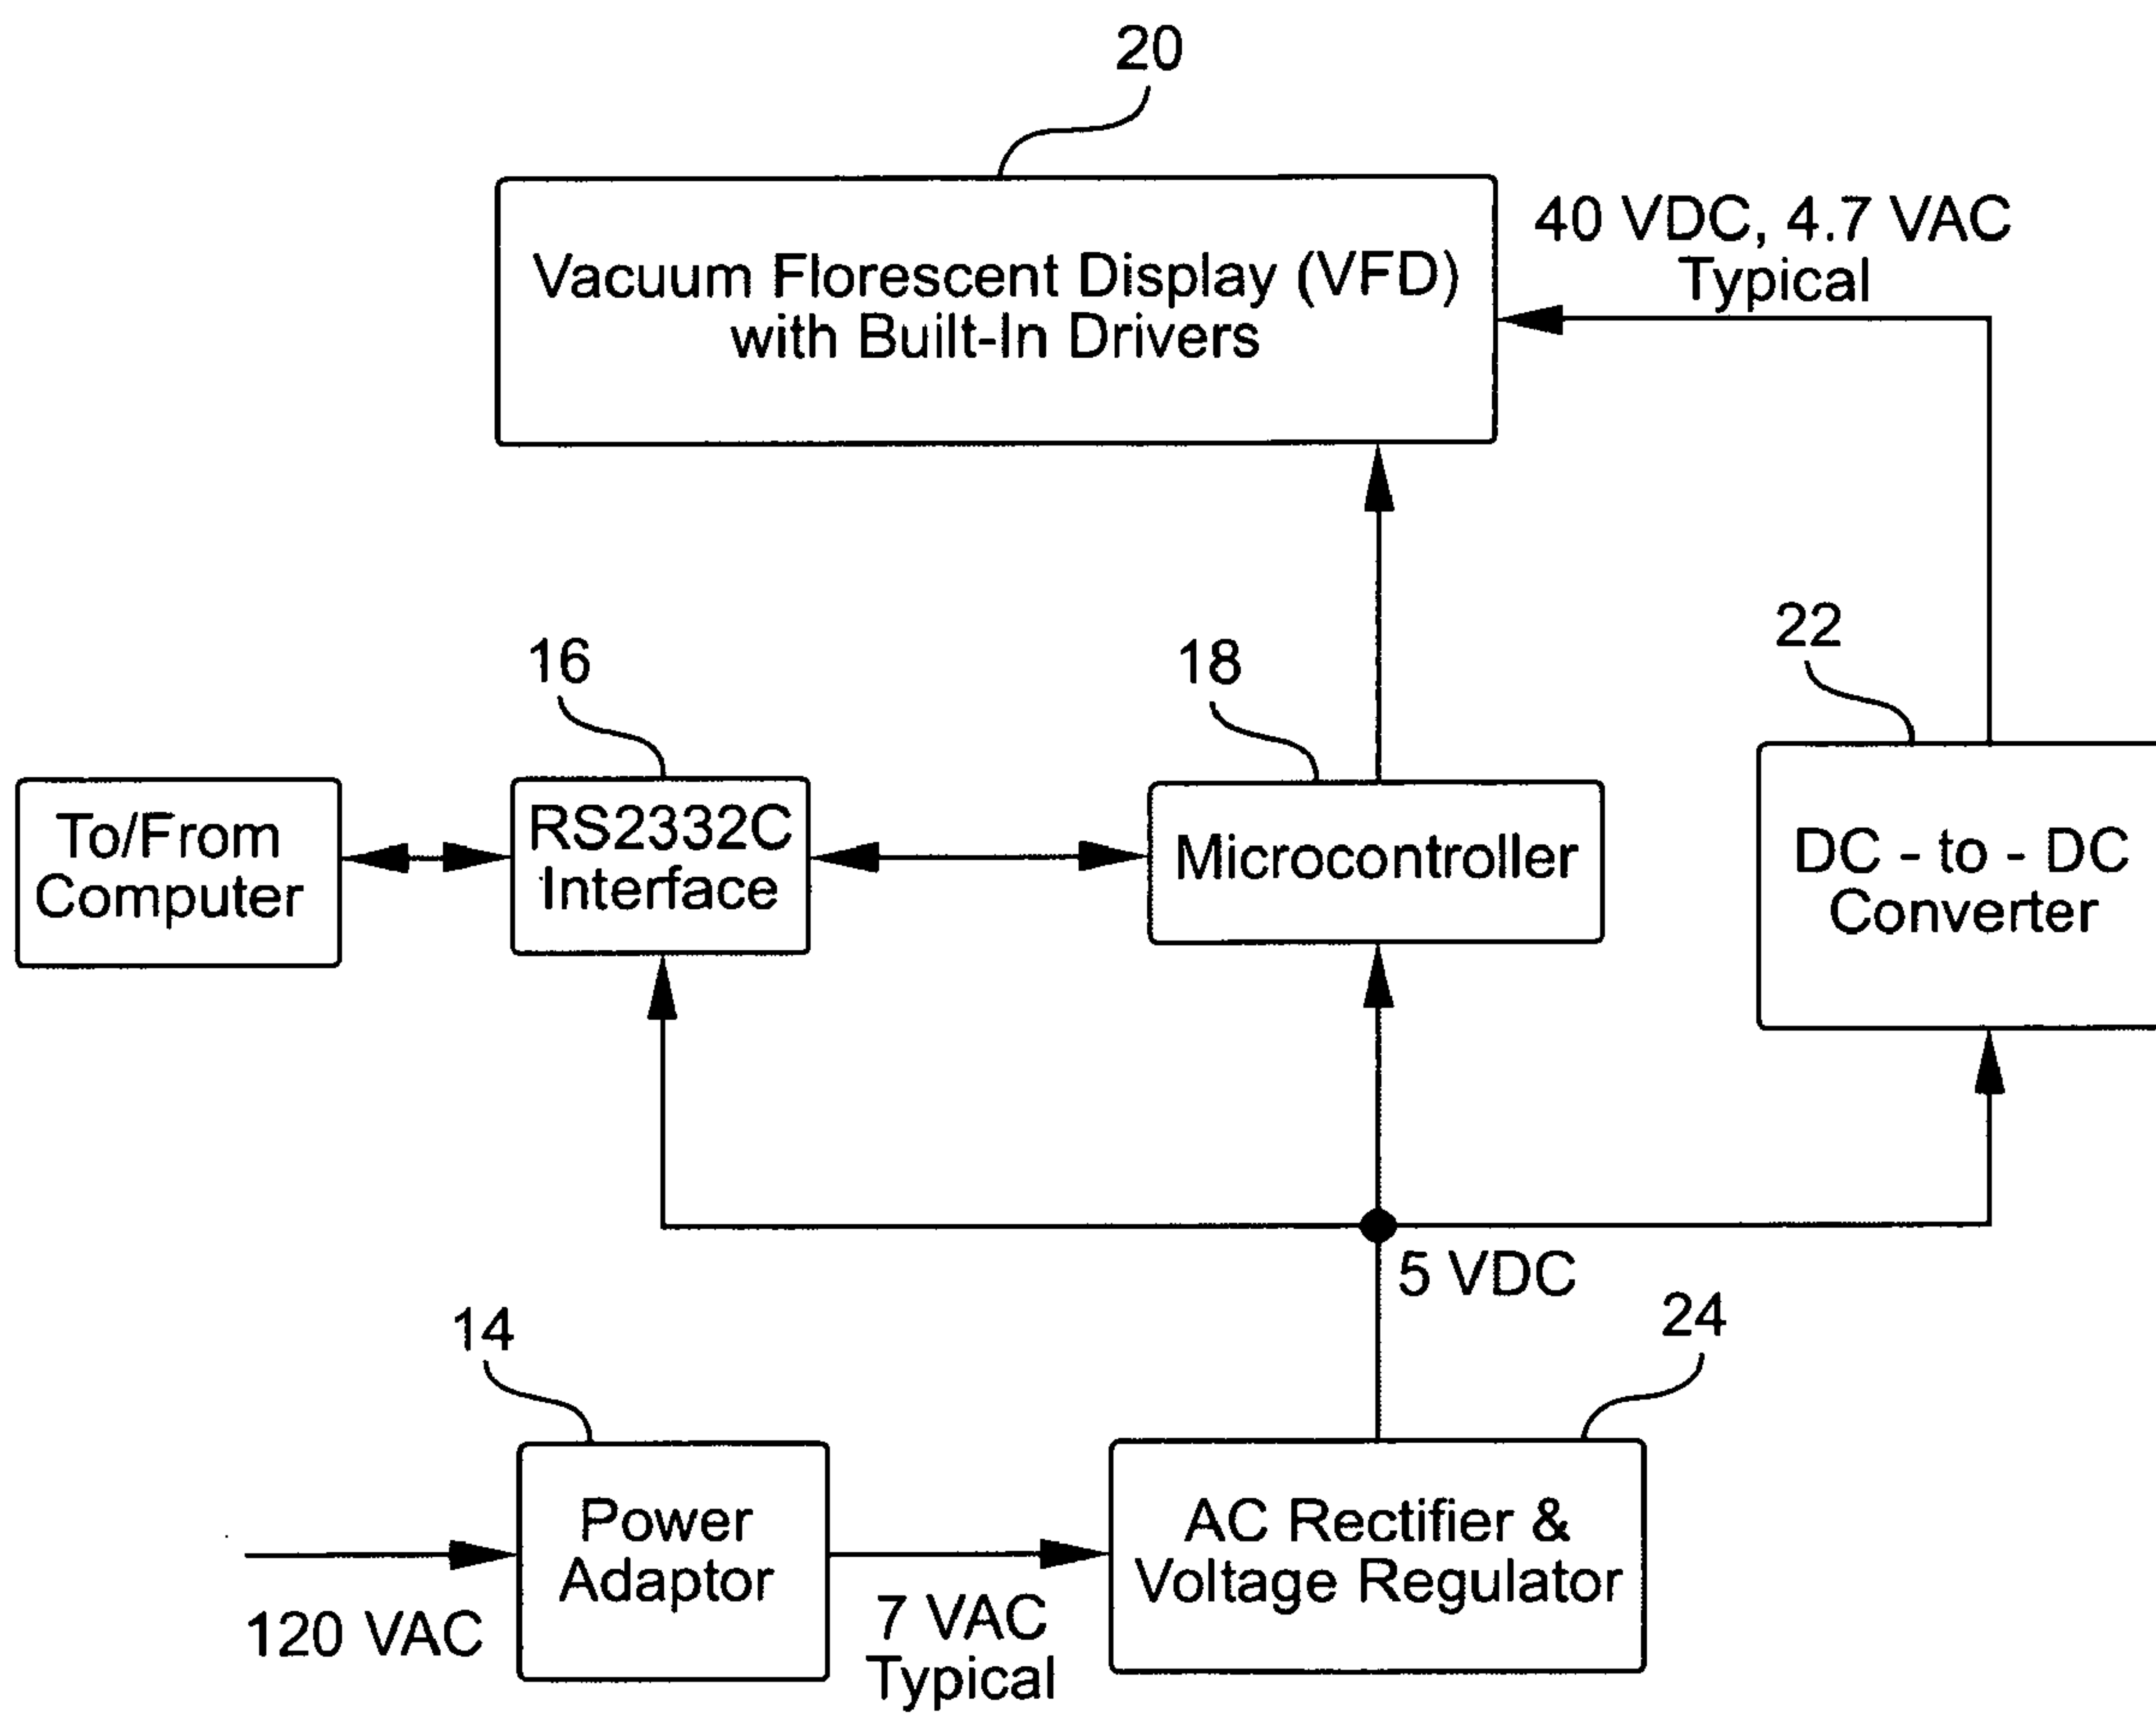 20
Vacuum Florescent Display (VFD)
with Built-In Drivers
40 VDC, 4.7 VAC
Typical
16
18
22
To/From
Computer
RS2332C
Interface
Microcontroller
DC - to - DC
Converter
5 VDC
14
24
Power
Adaptor
AC Rectifier &
Voltage Regulator
120 VAC
7 VAC
Typical